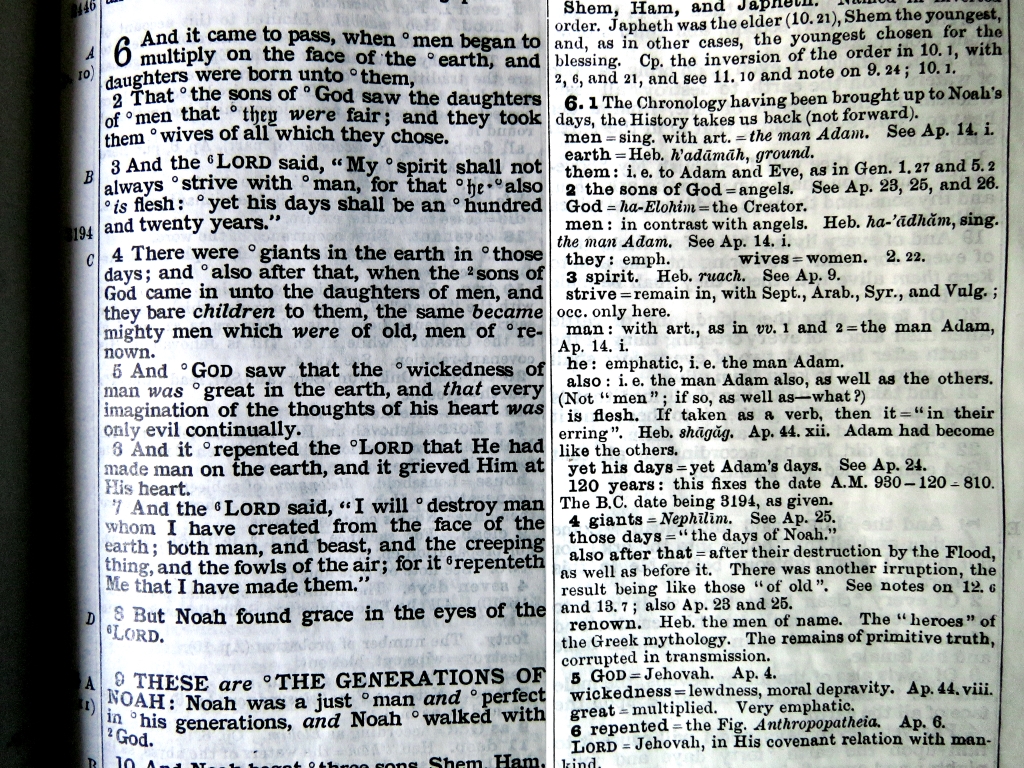 3446
A
6 And it came to pass, when °men began to
multiply on the face of the °earth, and
10)
daughters were born unto °them,
2 That °the sons of °God saw the daughters
of °men that °they were fair; and they took
them °wives of all which they chose.
B
3 And the ⁶LORD said, "My °spirit shall not
always °strive with °man, for that °he·°also
°is flesh: °yet his days shall be an °hundred
and twenty years."
3194
C
4 There were °giants in the earth in °those
days; and °also after that, when the ²sons of
God came in unto the daughters of men, and
they bare children to them, the same became
mighty men which were of old, men of °re-
nown.
5 And °GOD saw that the °wickedness of
man was °great in the earth, and that every
imagination of the thoughts of his heart was
only evil continually.
6 And it °repented the °LORD that He had
made man on the earth, and it grieved Him at
His heart.
7 And the ⁶LORD said, "I will °destroy man
whom I have created from the face of the
earth; both man, and beast, and the creeping
thing, and the fowls of the air; for it ⁶repenteth
Me that I have made them."
D
8 But Noah found grace in the eyes of the
⁶LORD.
A
9 THESE are °THE GENERATIONS OF
NOAH: Noah was a just °man and °perfect
in °his generations, and Noah °walked with
²God.
10 And Noah begat °three sons, Shem, Ham,
Shem, Ham, and Japheth. Named in inverted
order. Japheth was the elder (10. 21), Shem the youngest,
and, as in other cases, the youngest chosen for the
blessing. Cp. the inversion of the order in 10. 1, with
2, 6, and 21, and see 11. 10 and note on 9. 24; 10. 1.
6. 1 The Chronology having been brought up to Noah's
days, the History takes us back (not forward).
men = sing. with art. = the man Adam. See Ap. 14. i.
earth = Heb. h'adāmāh, ground.
them: i.e. to Adam and Eve, as in Gen. 1. 27 and 5. 2
2 the sons of God = angels. See Ap. 23, 25, and 26.
God = ha-Elohim = the Creator.
men: in contrast with angels. Heb. ha-'ādhām, sing.
the man Adam. See Ap. 14. i.
they: emph. wives = women. 2. 22.
3 spirit. Heb. ruach. See Ap. 9.
strive = remain in, with Sept., Arab., Syr., and Vulg.;
occ. only here.
man: with art., as in vv. 1 and 2 = the man Adam,
Ap. 14. i.
he: emphatic, i.e. the man Adam.
also: i.e. the man Adam also, as well as the others.
(Not "men"; if so, as well as—what?)
is flesh. If taken as a verb, then it = "in their
erring". Heb. shāgāg. Ap. 44. xii. Adam had become
like the others.
yet his days = yet Adam's days. See Ap. 24.
120 years: this fixes the date A.M. 930 – 120 = 810.
The B.C. date being 3194, as given.
4 giants = Nephīlīm. See Ap. 25.
those days = "the days of Noah."
also after that = after their destruction by the Flood,
as well as before it. There was another irruption, the
result being like those "of old". See notes on 12. 6
and 13. 7; also Ap. 23 and 25.
renown. Heb. the men of name. The "heroes" of
the Greek mythology. The remains of primitive truth,
corrupted in transmission.
5 GOD = Jehovah. Ap. 4.
wickedness = lewdness, moral depravity. Ap. 44. viii.
great = multiplied. Very emphatic.
6 repented = the Fig. Anthropopatheia. Ap. 6.
LORD = Jehovah, in His covenant relation with man-
kind.